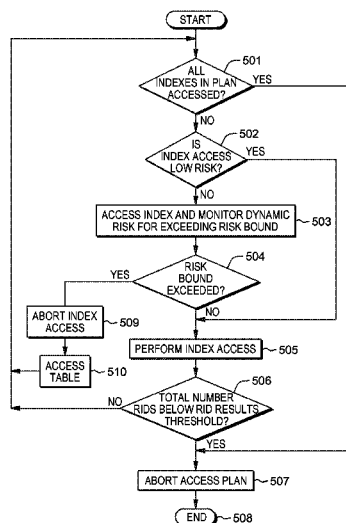 START
501
ALL
INDEXES IN PLAN
ACCESSED?
YES
NO
502
IS
INDEX ACCESS
LOW RISK?
YES
NO
ACCESS INDEX AND MONITOR DYNAMIC
RISK FOR EXCEEDING RISK BOUND
503
504
YES
RISK
BOUND
EXCEEDED?
NO
ABORT INDEX
ACCESS
509
PERFORM INDEX ACCESS
505
ACCESS
TABLE
510
506
NO
TOTAL NUMBER
RIDS BELOW RID RESULTS
THRESHOLD?
YES
ABORT ACCESS PLAN
507
END
508